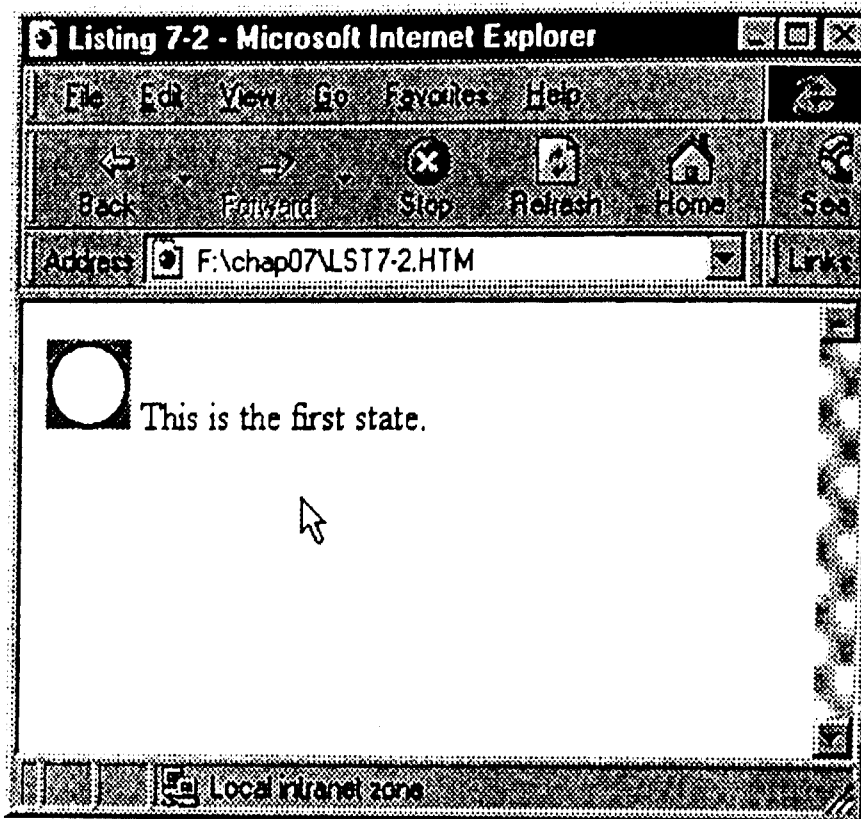 Listing 7-2 - Microsoft Internet Explorer
File Edit View Go Favorites Help
Back Forward Stop Refresh Home Sea
Address F:\chap07\LST7-2.HTM Links
This is the first state.
Local intranet zone